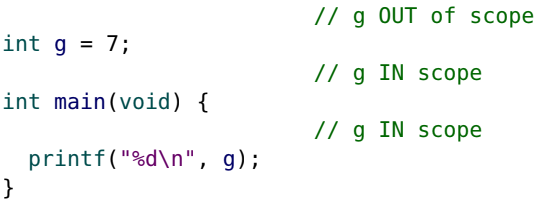 // g OUT of scope
int g = 7;
// g IN scope
int main(void) {
// g IN scope
printf("%d\n", g);
}